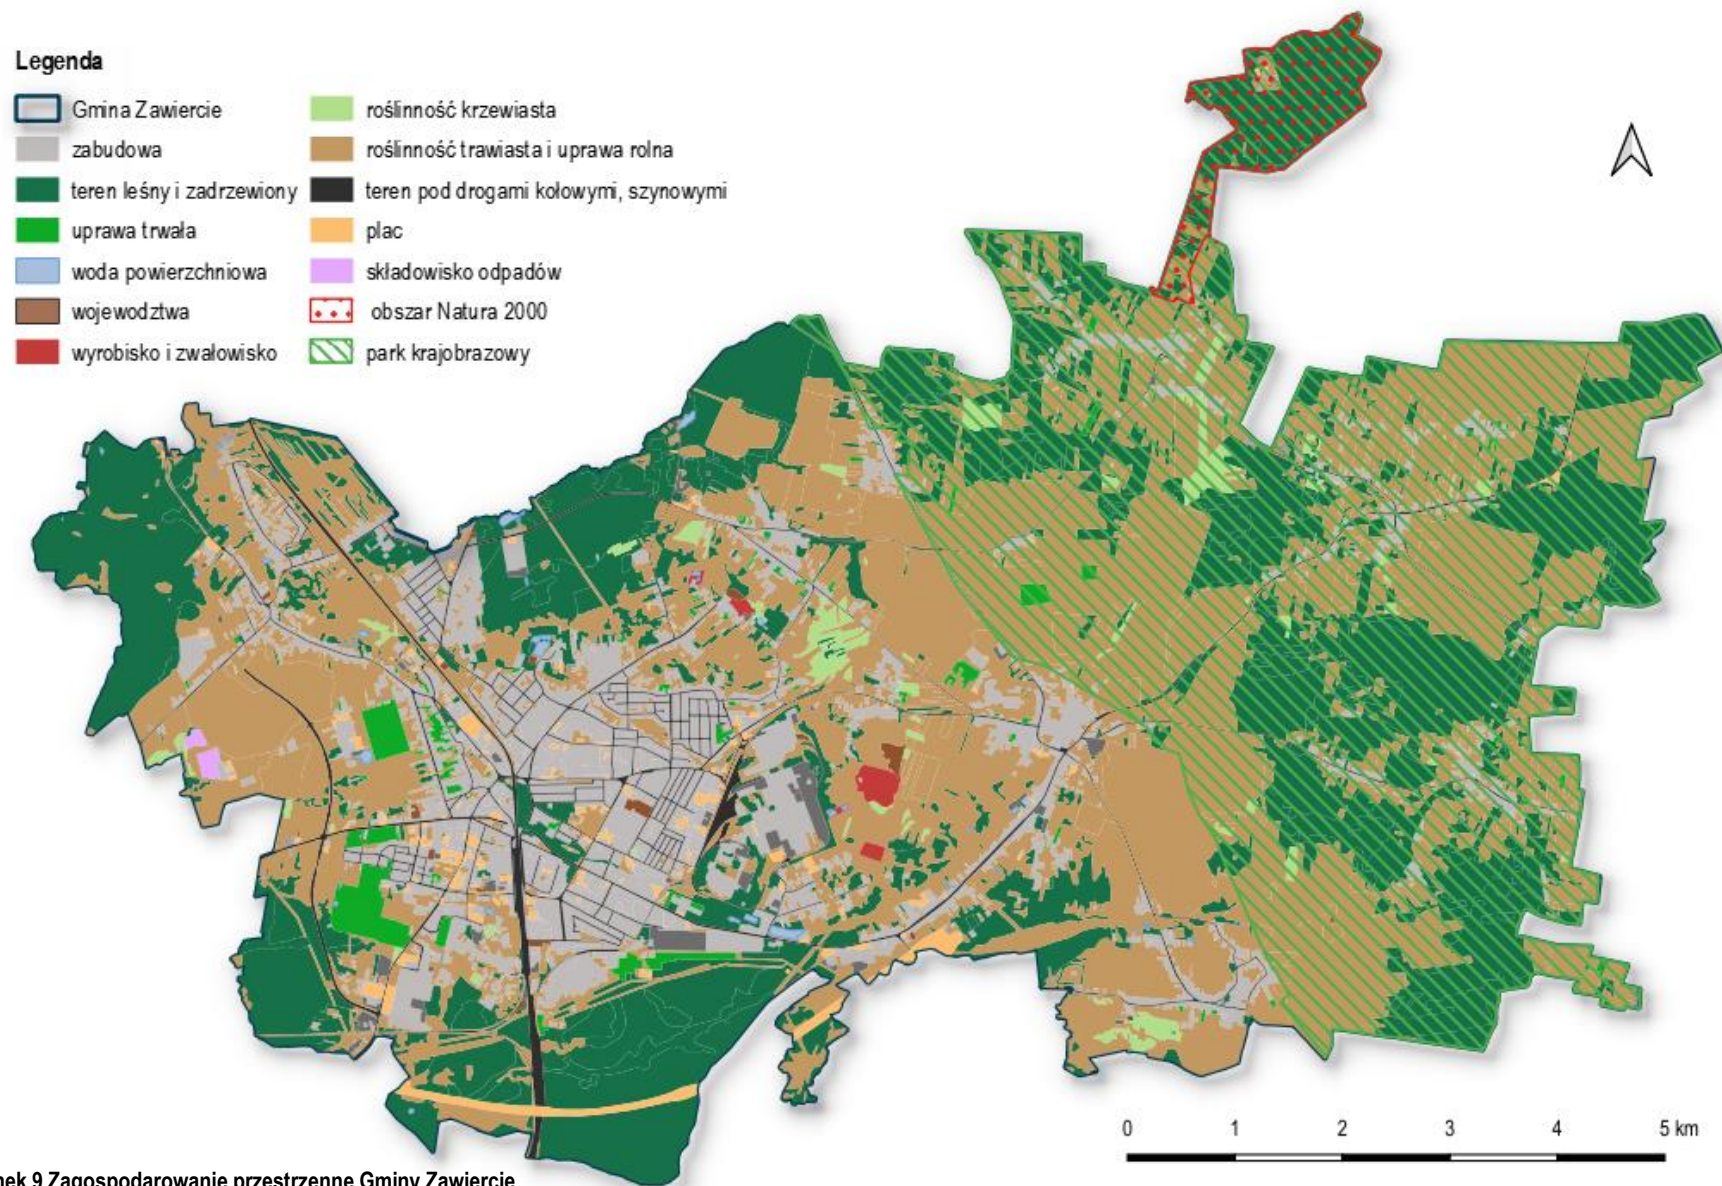 Legenda
Gmina Zawiercie
zabudowa
teren leśny i zadrzewiony
uprawa trwała
woda powierzchniowa
wojewodztwa
wyrobisko i zwałowisko
roślinność krzewiasta
roślinność trawiasta i uprawa rolna
teren pod drogami kołowymi, szynowymi
plac
składowisko odpadów
obszar Natura 2000
park krajobrazowy
0 1 2 3 4 5 km
nek 9 Zagospodarowanie przestrzenne Gminy Zawiercie